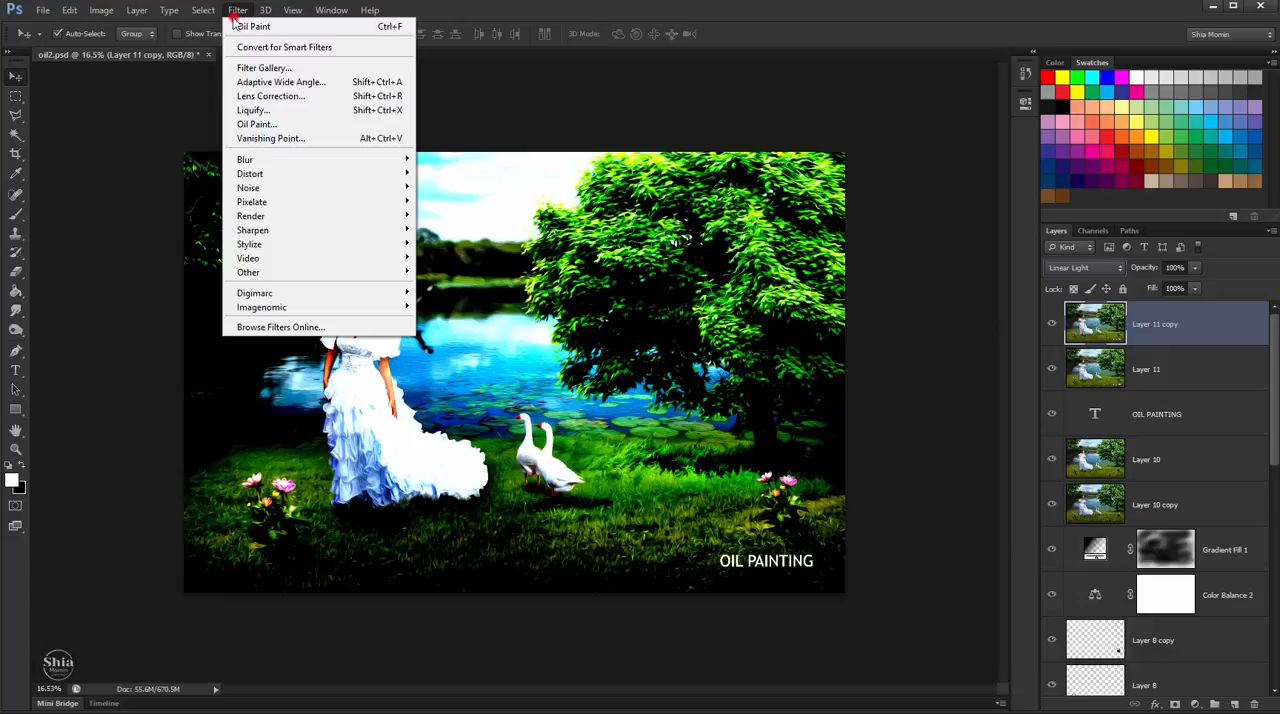 Ps File Edit Image Layer Type Select Filter 3D View Window Help
Auto-Select: Group Show Tran 3D Mode: Shia Momin
oil2.psd @ 16.5% (Layer 11 copy, RGB/8) *
Oil Paint Ctrl+F
Convert for Smart Filters
Filter Gallery...
Adaptive Wide Angle... Shift+Ctrl+A
Lens Correction... Shift+Ctrl+R
Liquify... Shift+Ctrl+X
Oil Paint...
Vanishing Point... Alt+Ctrl+V
Blur
Distort
Noise
Pixelate
Render
Sharpen
Stylize
Video
Other
Digimarc
Imagenomic
Browse Filters Online...
OIL PAINTING
Shia
Momin
16.53% Doc: 55.6M/670.5M
Mini Bridge Timeline
Color Swatches
Layers Channels Paths
Kind
Linear Light Opacity: 100%
Lock: Fill: 100%
Layer 11 copy
Layer 11
T OIL PAINTING
Layer 10
Layer 10 copy
Gradient Fill 1
Color Balance 2
Layer 8 copy
Layer 8
fx